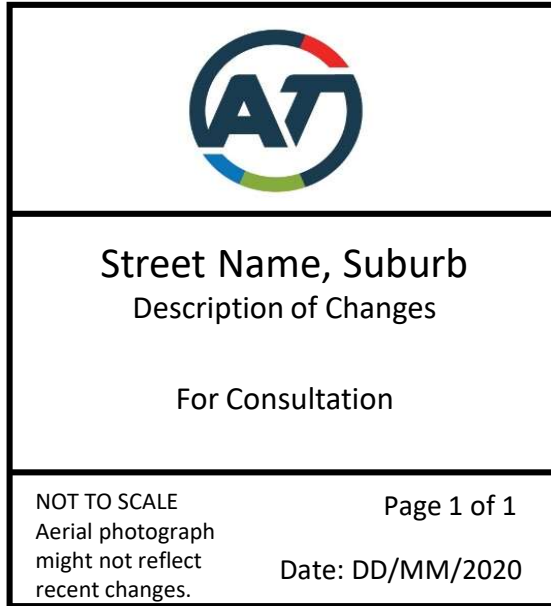 AT
Street Name, Suburb
Description of Changes
For Consultation
NOT TO SCALE
Aerial photograph
might not reflect
recent changes.
Page 1 of 1
Date: DD/MM/2020